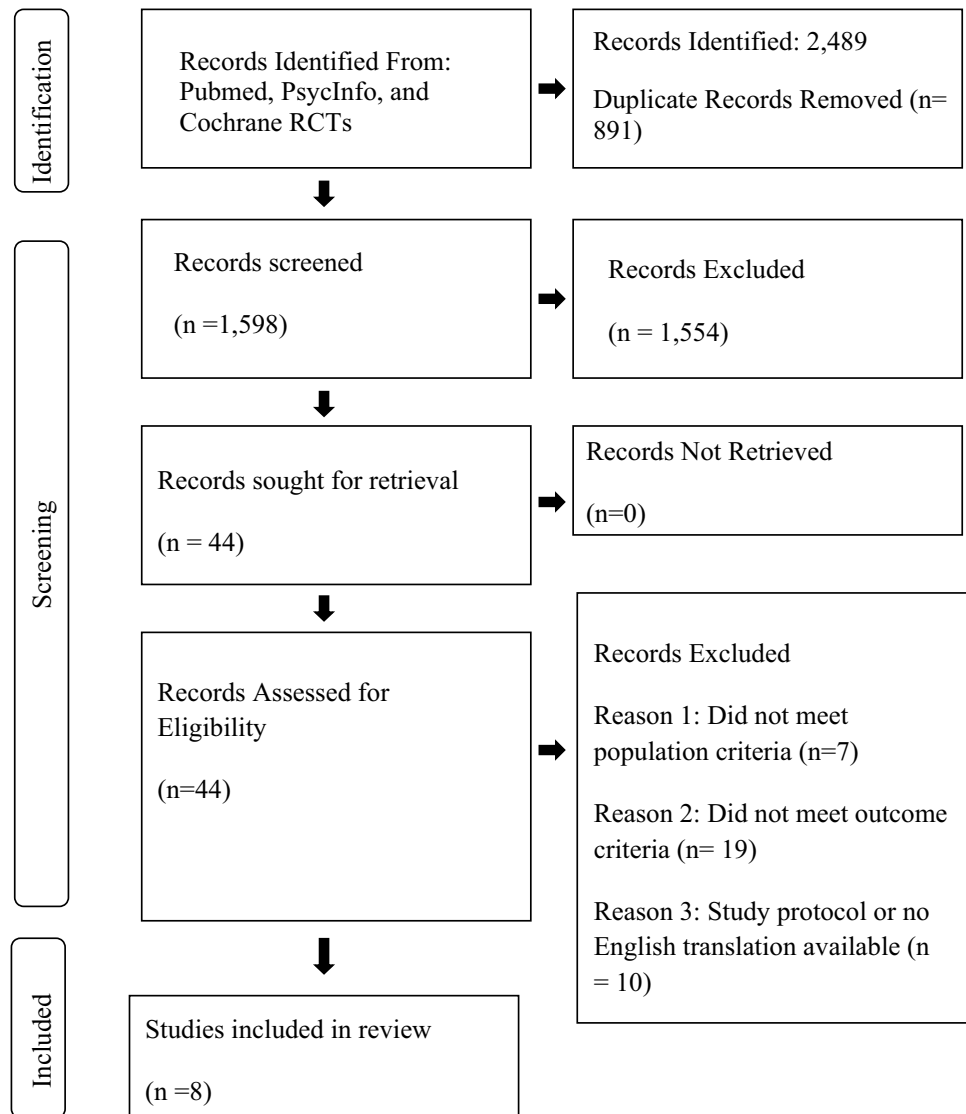 Identification
Records Identified From:
Pubmed, PsycInfo, and
Cochrane RCTs
Records Identified: 2,489
Duplicate Records Removed (n=
891)
Screening
Records screened
(n =1,598)
Records Excluded
(n = 1,554)
Records sought for retrieval
(n = 44)
Records Not Retrieved
(n=0)
Records Assessed for
Eligibility
(n=44)
Records Excluded
Reason 1: Did not meet
population criteria (n=7)
Reason 2: Did not meet outcome
criteria (n= 19)
Reason 3: Study protocol or no
English translation available (n
= 10)
Included
Studies included in review
(n =8)